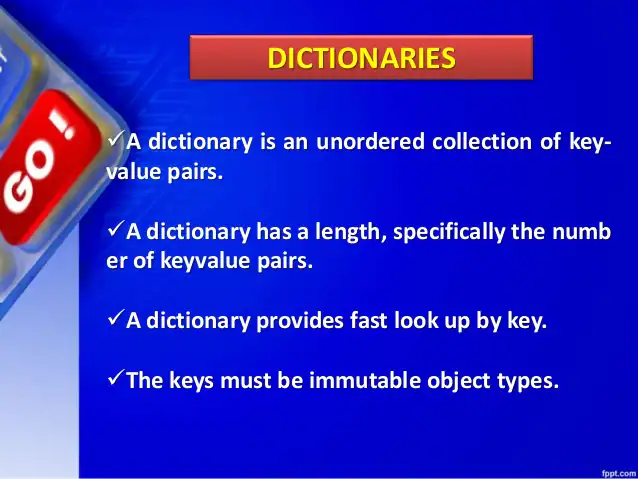 DICTIONARIES
GO!
✓A dictionary is an unordered collection of key-
value pairs.
✓A dictionary has a length, specifically the numb
er of keyvalue pairs.
✓A dictionary provides fast look up by key.
✓The keys must be immutable object types.
fppt.com